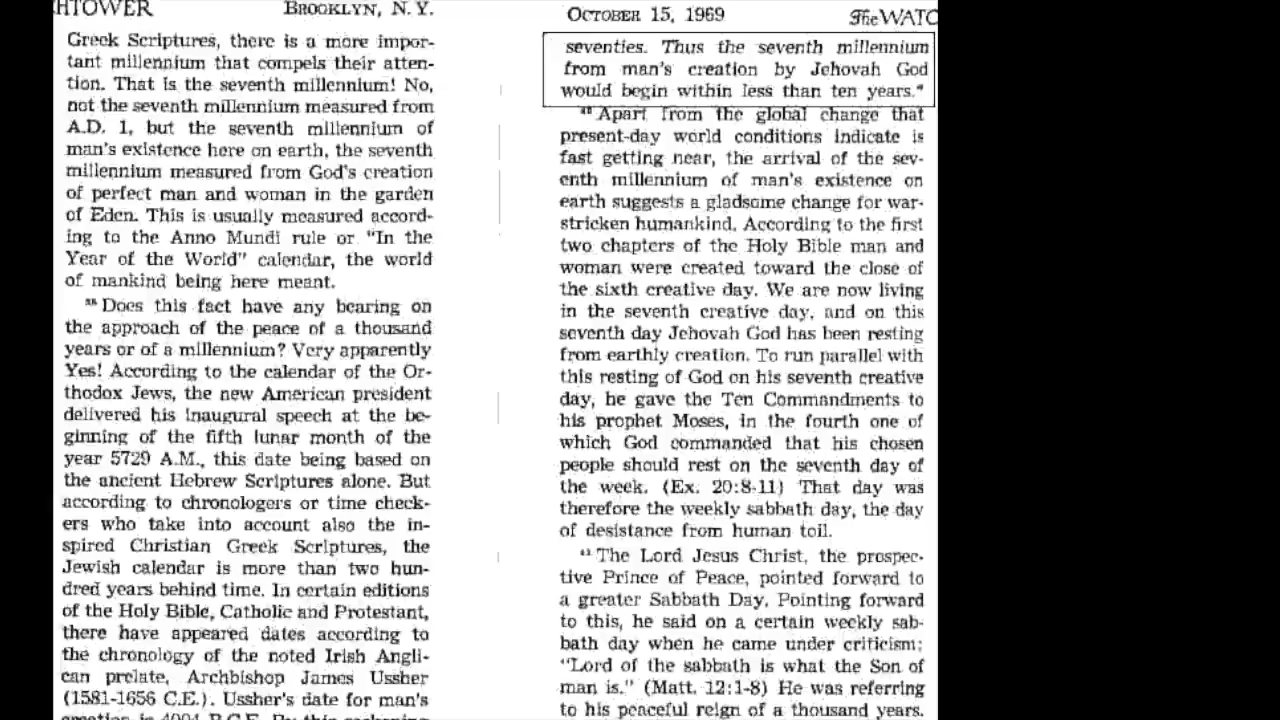 HTOWER
BROOKLYN, N. Y.
Greek Scriptures, there is a more impor-
tant millennium that compels their atten-
tion. That is the seventh millennium! No,
not the seventh millennium measured from
A.D. 1, but the seventh millennium of
man's existence here on earth, the seventh
millennium measured from God's creation
of perfect man and woman in the garden
of Eden. This is usually measured accord-
ing to the Anno Mundi rule or "In the
Year of the World" calendar, the world
of mankind being here meant.
Does this fact have any bearing on
the approach of the peace of a thousand
years or of a millennium? Very apparently
Yes! According to the calendar of the Or-
thodox Jews, the new American president
delivered his inaugural speech at the be-
ginning of the fifth lunar month of the
year 5729 A.M., this date being based on
the ancient Hebrew Scriptures alone. But
according to chronologers or time check-
ers who take into account also the in-
spired Christian Greek Scriptures, the
Jewish calendar is more than two hun-
dred years behind time. In certain editions
of the Holy Bible, Catholic and Protestant,
there have appeared dates according to
the chronology of the noted Irish Angli-
can prelate, Archbishop James Ussher
(1581-1656 C.E.). Ussher's date for man's
creation is 4004 B.C.E. By this reckoning
OCTOBER 15, 1969
The WATC
seventies. Thus the seventh millennium
from man's creation by Jehovah God
would begin within less than ten years.*
Apart from the global change that
present-day world conditions indicate is
fast getting near, the arrival of the sev-
enth millennium of man's existence on
earth suggests a gladsome change for war-
stricken humankind. According to the first
two chapters of the Holy Bible man and
woman were created toward the close of
the sixth creative day. We are now living
in the seventh creative day, and on this
seventh day Jehovah God has been resting
from earthly creation. To run parallel with
this resting of God on his seventh creative
day, he gave the Ten Commandments to
his prophet Moses, in the fourth one of
which God commanded that his chosen
people should rest on the seventh day of
the week. (Ex. 20:8-11) That day was
therefore the weekly sabbath day, the day
of desistance from human toil.
The Lord Jesus Christ, the prospec-
tive Prince of Peace, pointed forward to
a greater Sabbath Day. Pointing forward
to this, he said on a certain weekly sab-
bath day when he came under criticism:
"Lord of the sabbath is what the Son of
man is." (Matt. 12:1-8) He was referring
to his peaceful reign of a thousand years.